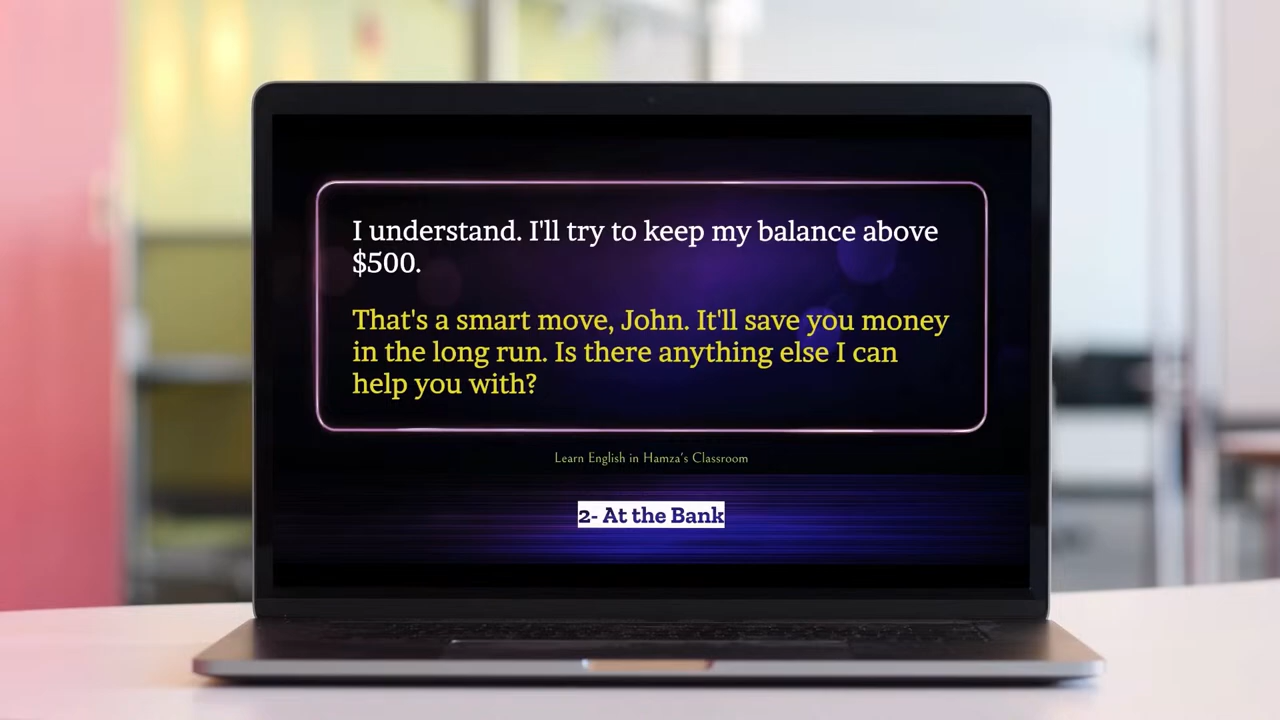 I understand. I'll try to keep my balance above
$500.
That's a smart move, John. It'll save you money
in the long run. Is there anything else I can
help you with?
Learn English in Hamza's Classroom
2- At the Bank